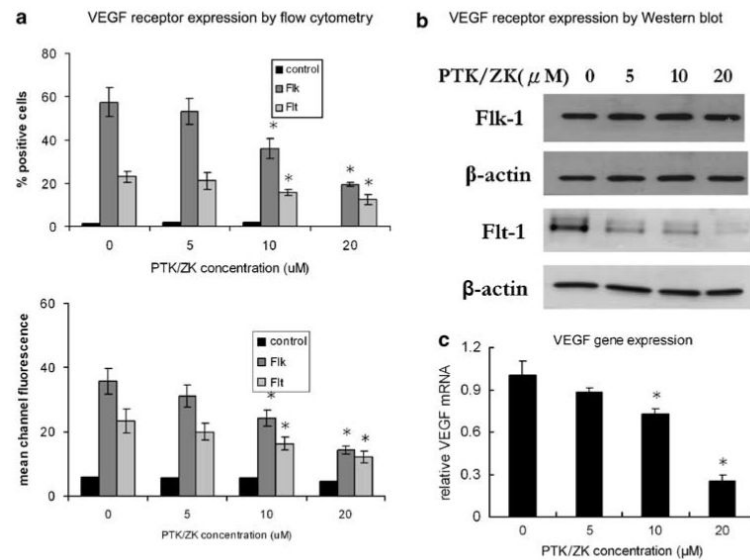 a
VEGF receptor expression by flow cytometry
% positive cells
80
60
40
20
0
control
Flk
Flt
*
*
*
*
0 5 10 20
PTK/ZK concentration (uM)
mean channel fluorescence
60
40
20
0
control
Flk
Flt
*
*
*
*
0 5 10 20
PTK/ZK concentration (uM)
b
VEGF receptor expression by Western blot
PTK/ZK(μM) 0 5 10 20
Flk-1
β-actin
Flt-1
β-actin
c
VEGF gene expression
relative VEGF mRNA
1.2
0.9
0.6
0.3
0
*
*
0 5 10 20
PTK/ZK concentration (μM)